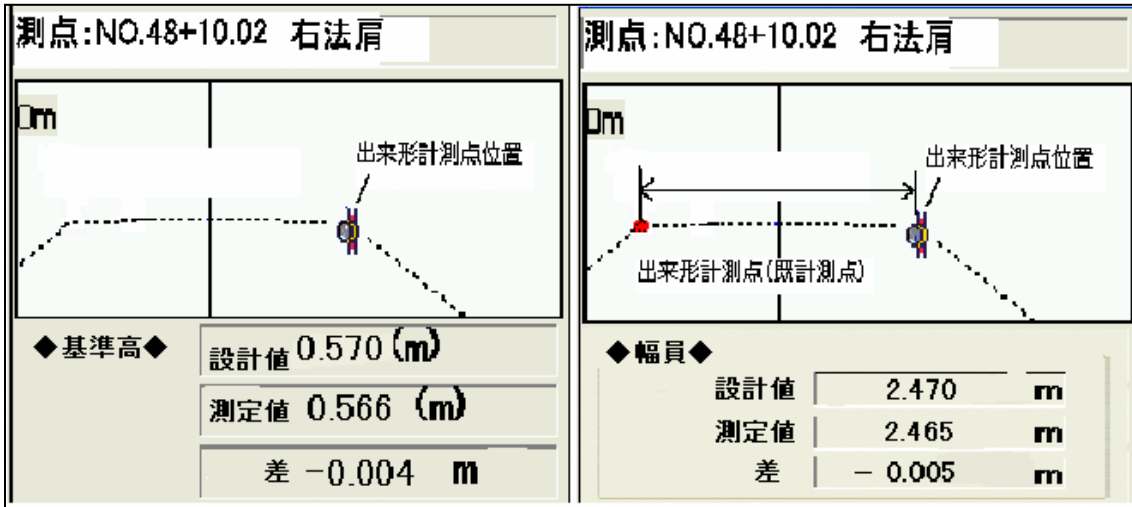 測点:NO.48+10.02 右法肩
0m
出来形計測点位置
◆基準高◆
設計値 0.570 (m)
測定値 0.566 (m)
差 -0.004 m
測点:NO.48+10.02 右法肩
0m
出来形計測点位置
出来形計測点(既計測点)
◆幅員◆
設計値 2.470 m
測定値 2.465 m
差 - 0.005 m